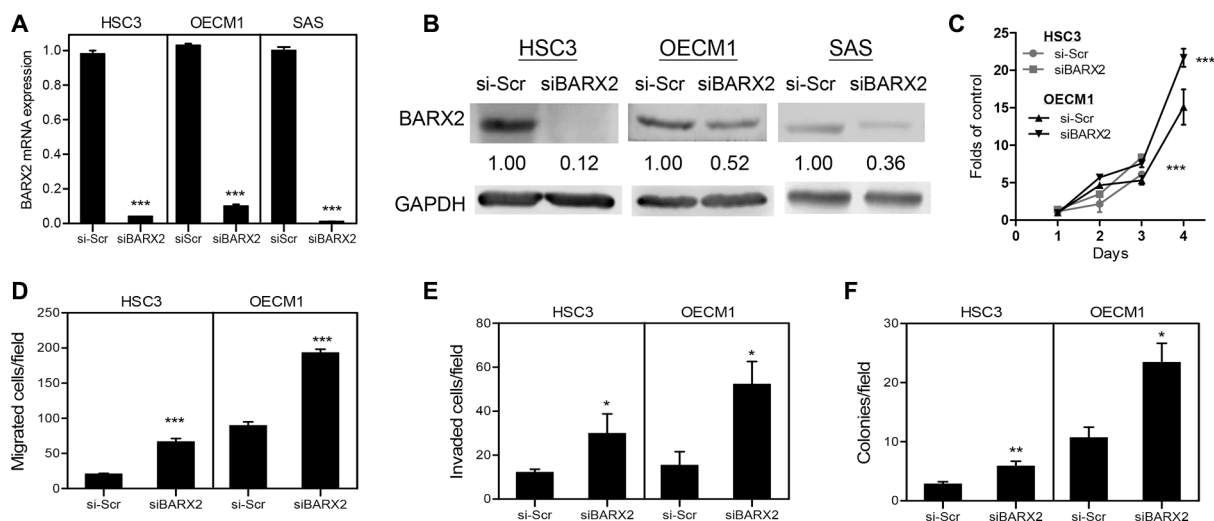 A
HSC3 OECM1 SAS
BARX2 mRNA expression
1.0
0.8
0.6
0.4
0.2
0.0
*** *** ***
si-Scr siBARX2 siScr siBARX2 siScr siBARX2
B
HSC3 OECM1 SAS
si-Scr siBARX2 si-Scr siBARX2 si-Scr siBARX2
BARX2
1.00 0.12 1.00 0.52 1.00 0.36
GAPDH
C
Folds of control
25
20
15
10
5
0
HSC3
si-Scr
siBARX2
OECM1
si-Scr
siBARX2
***
***
0 1 2 3 4
Days
D
HSC3 OECM1
Migrated cells/field
250
200
150
100
50
0
*** ***
si-Scr siBARX2 si-Scr siBARX2
E
HSC3 OECM1
Invaded cells/field
80
60
40
20
0
* *
si-Scr siBARX2 si-Scr siBARX2
F
HSC3 OECM1
Colonies/field
30
20
10
0
** *
si-Scr siBARX2 si-Scr siBARX2